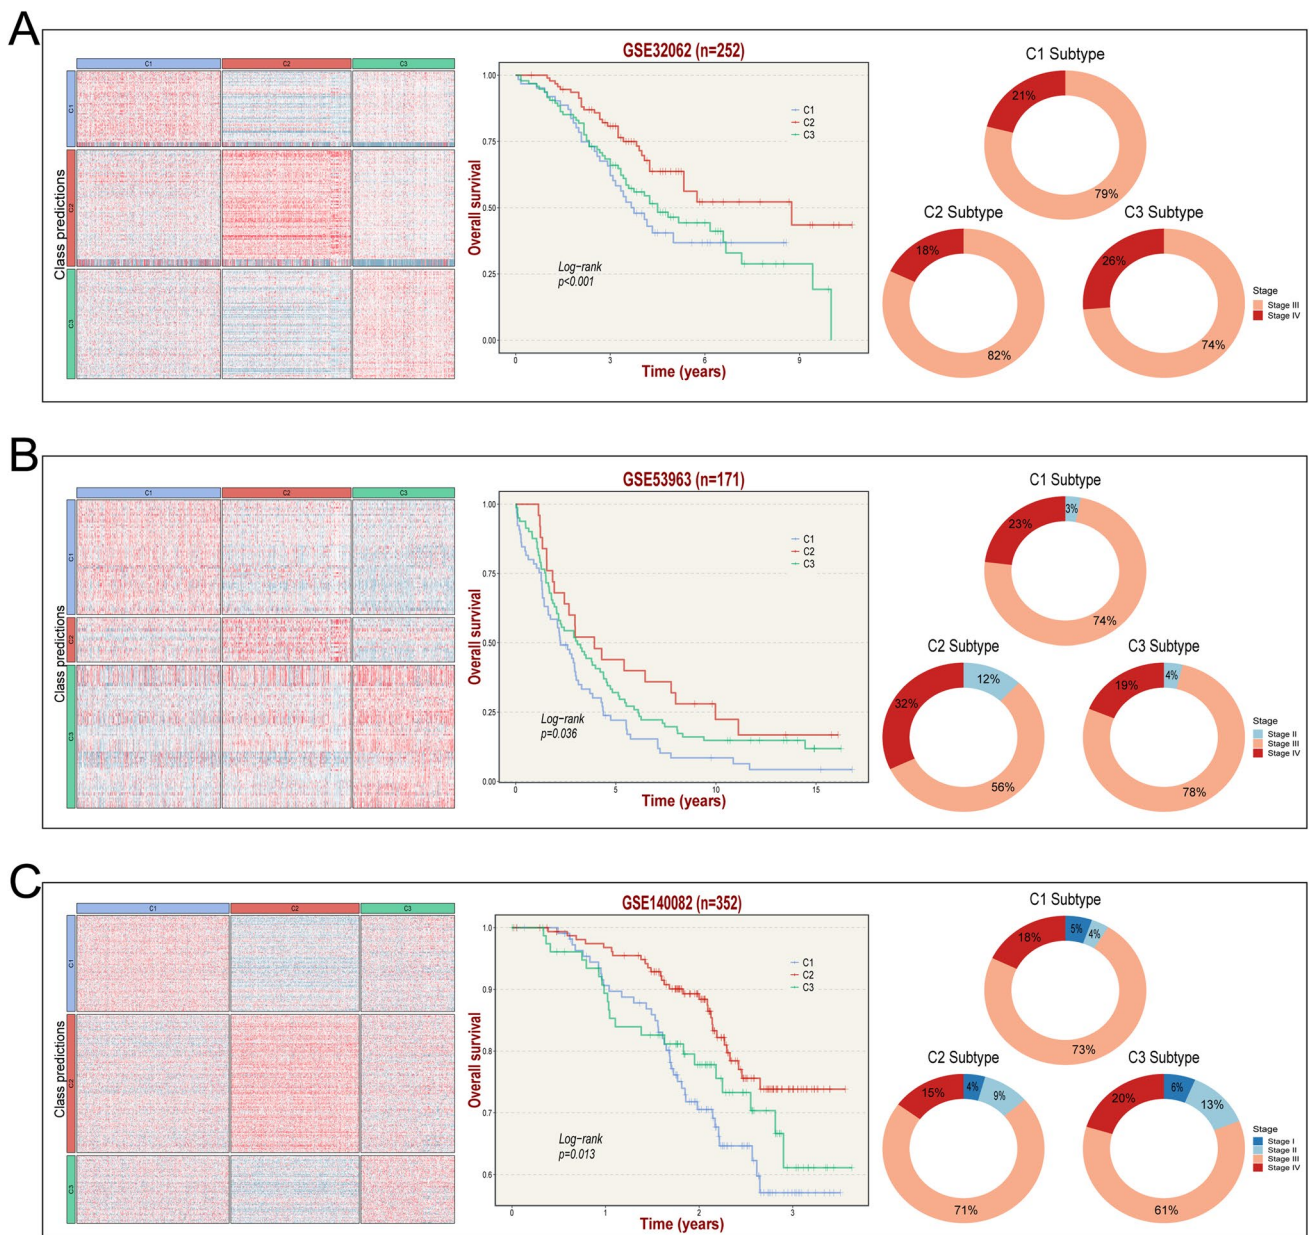 A
C1 C2 C3
Class predictions
C1
C2
C3
GSE32062 (n=252)
Overall survival
1.00
0.75
0.50
0.25
0.00
C1
C2
C3
Log-rank
p<0.001
0 3 6 9
Time (years)
C1 Subtype
21%
79%
C2 Subtype
18%
82%
C3 Subtype
26%
74%
Stage
Stage III
Stage IV
B
C1 C2 C3
Class predictions
C1
C2
C3
GSE53963 (n=171)
Overall survival
1.00
0.75
0.50
0.25
0.00
C1
C2
C3
Log-rank
p=0.036
0 5 10 15
Time (years)
C1 Subtype
3%
23%
74%
C2 Subtype
12%
32%
56%
C3 Subtype
4%
19%
78%
Stage
Stage II
Stage III
Stage IV
C
C1 C2 C3
Class predictions
C1
C2
C3
GSE140082 (n=352)
Overall survival
1.0
0.9
0.8
0.7
0.6
C1
C2
C3
Log-rank
p=0.013
0 1 2 3
Time (years)
C1 Subtype
5%
4%
18%
73%
C2 Subtype
4%
9%
15%
71%
C3 Subtype
6%
13%
20%
61%
Stage
Stage I
Stage II
Stage III
Stage IV